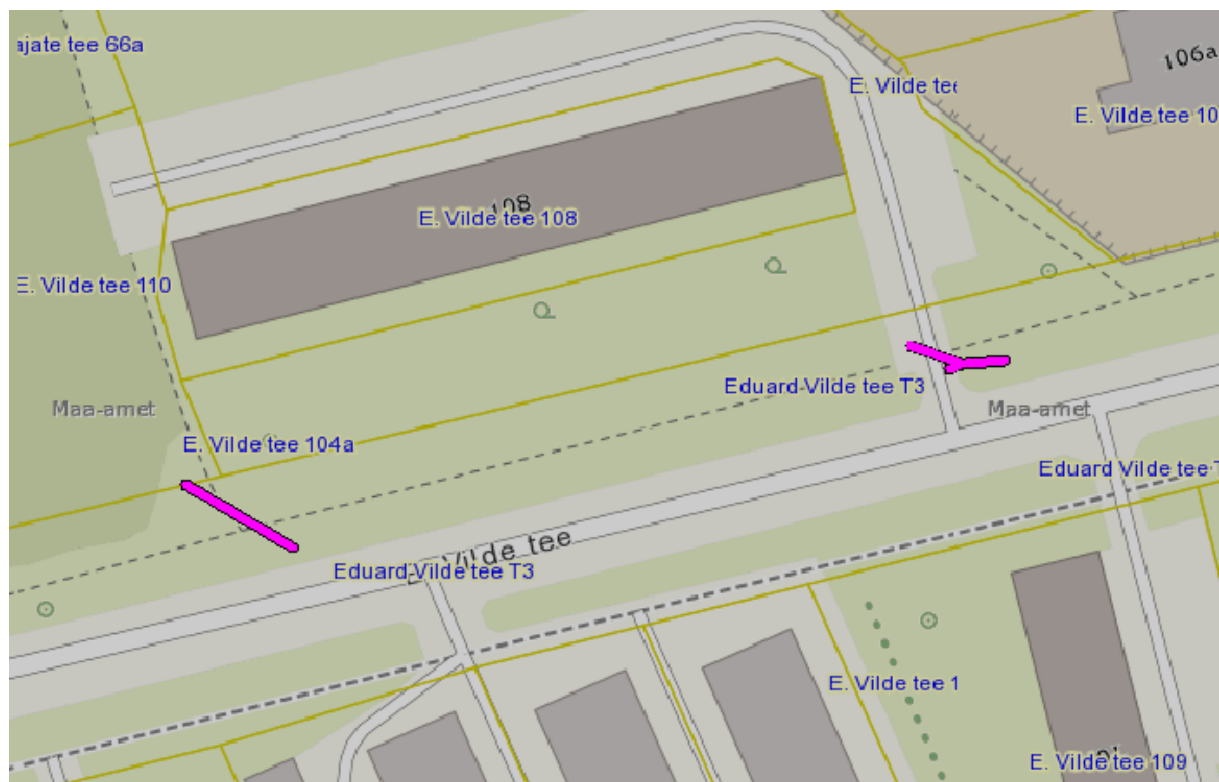 ajate tee 66a
106a
E. Vilde tee
E. Vilde tee 10
108
E. Vilde tee 108
E. Vilde tee 110
Eduard Vilde tee T3
Maa-amet
Maa-amet
E. Vilde tee 104a
Eduard Vilde tee T
Vilde tee
Eduard Vilde tee T3
E. Vilde tee 1
E. Vilde tee 109